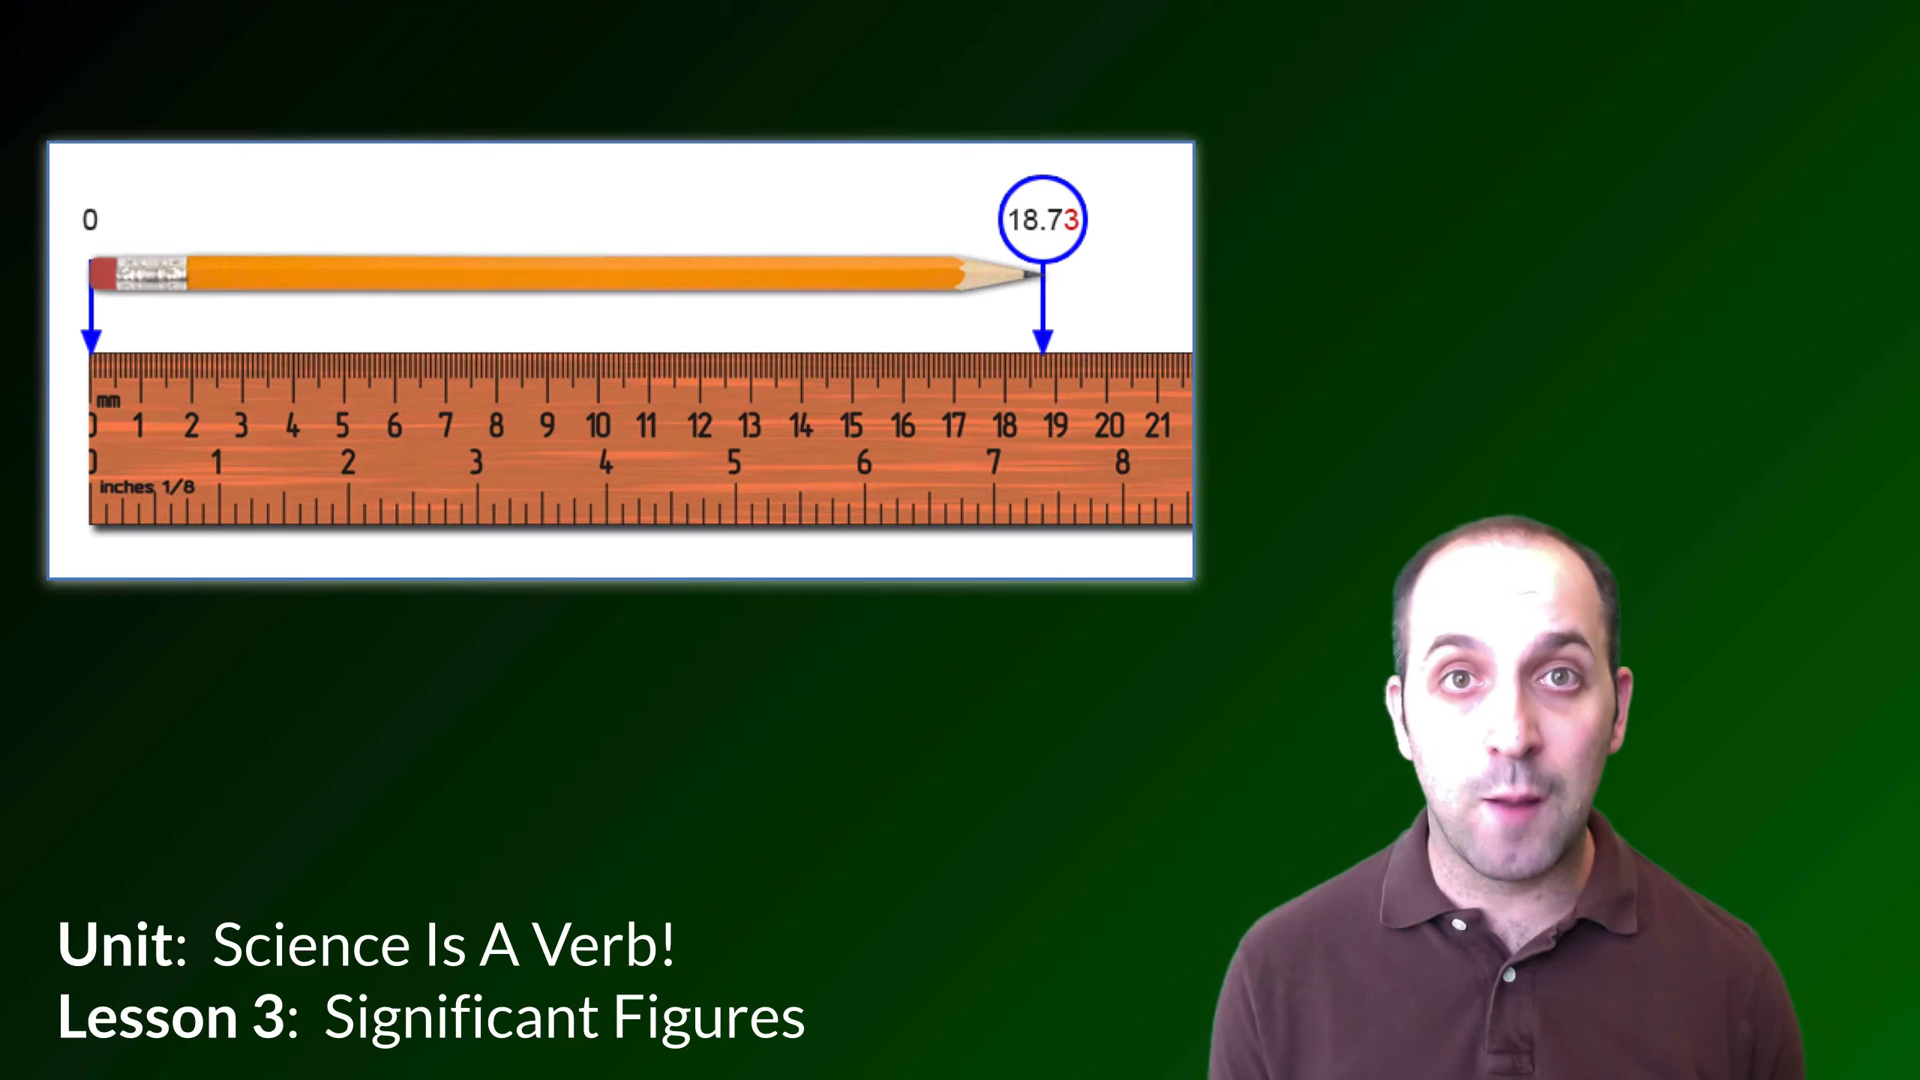 0
18.73
mm
0 1 2 3 4 5 6 7 8 9 10 11 12 13 14 15 16 17 18 19 20 21
0 1 2 3 4 5 6 7 8
inches 1/8
Unit: Science Is A Verb!
Lesson 3: Significant Figures